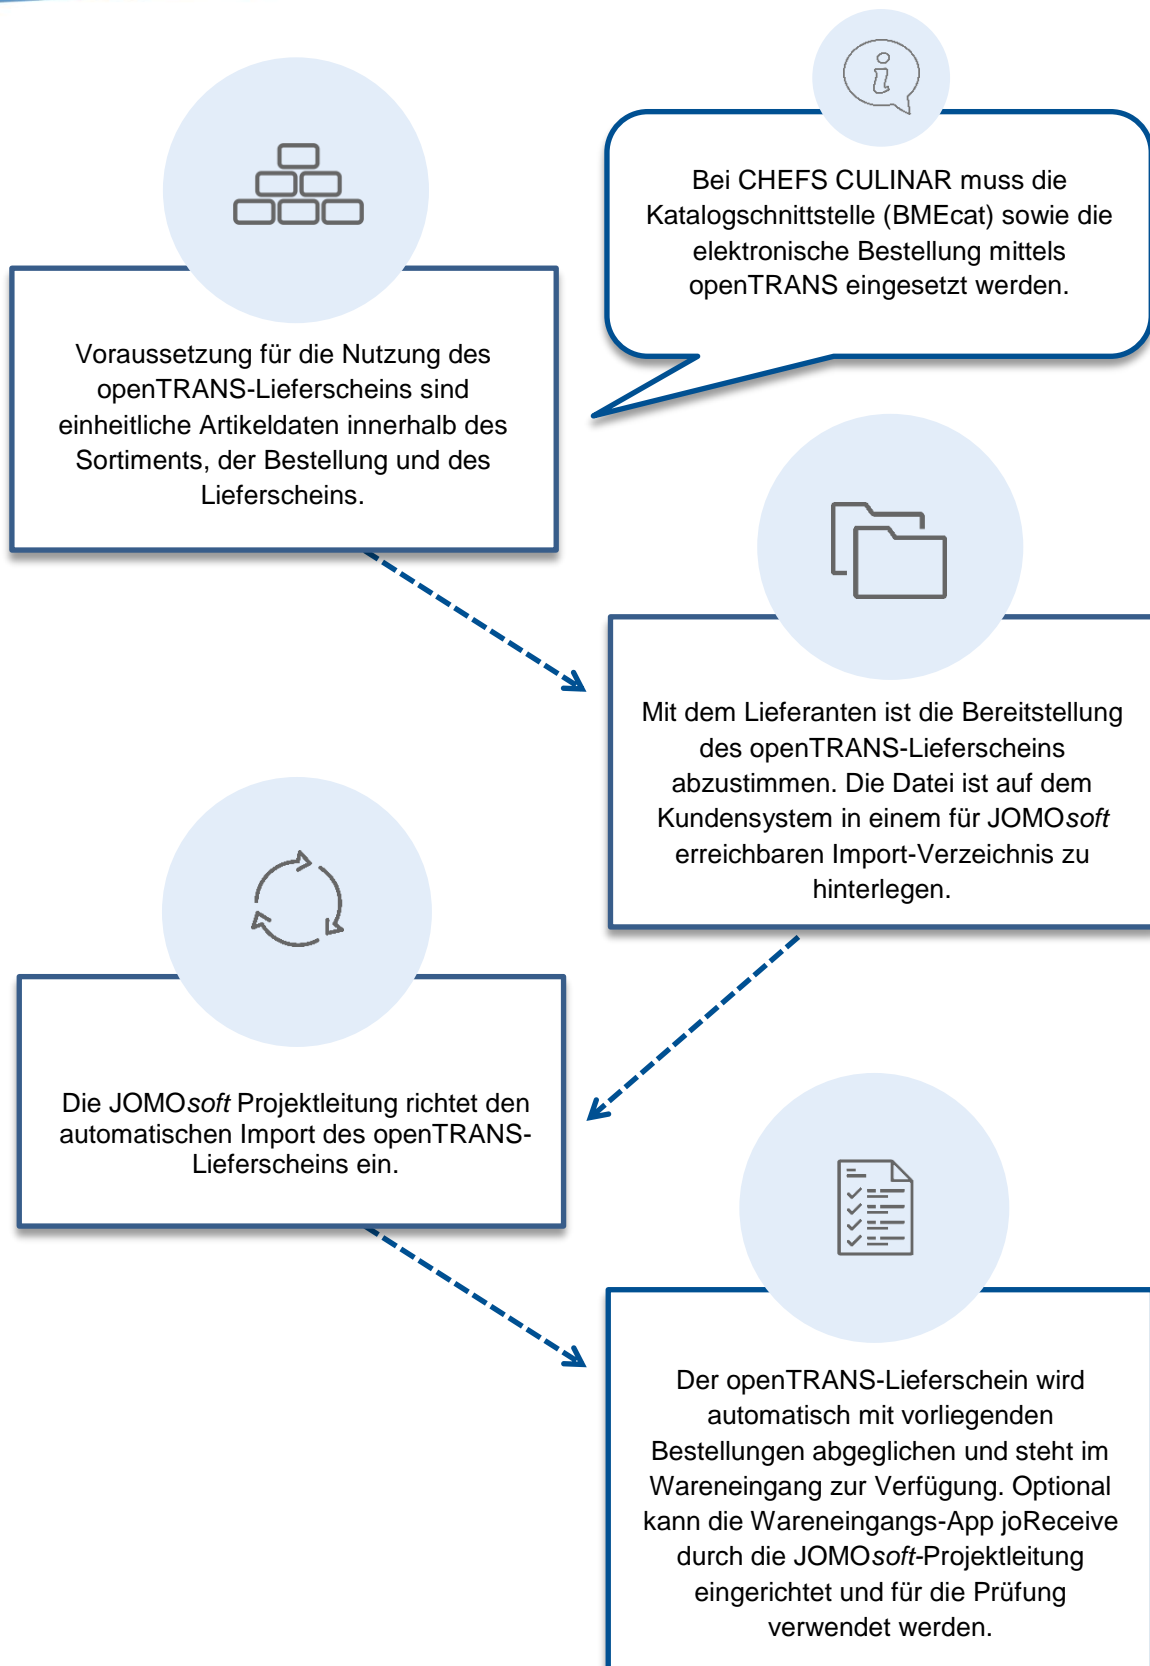 Bei CHEFS CULINAR muss die
Katalogschnittstelle (BMEcat) sowie die
elektronische Bestellung mittels
openTRANS eingesetzt werden.
Voraussetzung für die Nutzung des
openTRANS-Lieferscheins sind
einheitliche Artikeldaten innerhalb des
Sortiments, der Bestellung und des
Lieferscheins.
Mit dem Lieferanten ist die Bereitstellung
des openTRANS-Lieferscheins
abzustimmen. Die Datei ist auf dem
Kundensystem in einem für JOMOsoft
erreichbaren Import-Verzeichnis zu
hinterlegen.
Die JOMOsoft Projektleitung richtet den
automatischen Import des openTRANS-
Lieferscheins ein.
Der openTRANS-Lieferschein wird
automatisch mit vorliegenden
Bestellungen abgeglichen und steht im
Wareneingang zur Verfügung. Optional
kann die Wareneingangs-App joReceive
durch die JOMOsoft-Projektleitung
eingerichtet und für die Prüfung
verwendet werden.